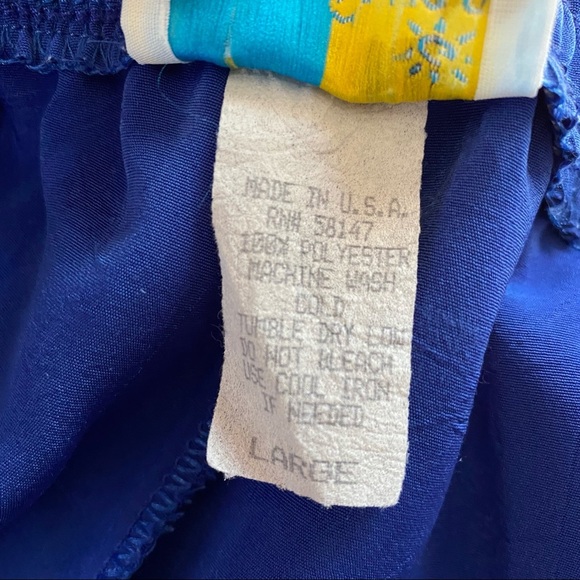 MADE IN U.S.A.
RN# 58147
100% POLYESTER
MACHINE WASH
COLD
TUMBLE DRY LOW
DO NOT BLEACH
USE COOL IRON
IF NEEDED
LARGE